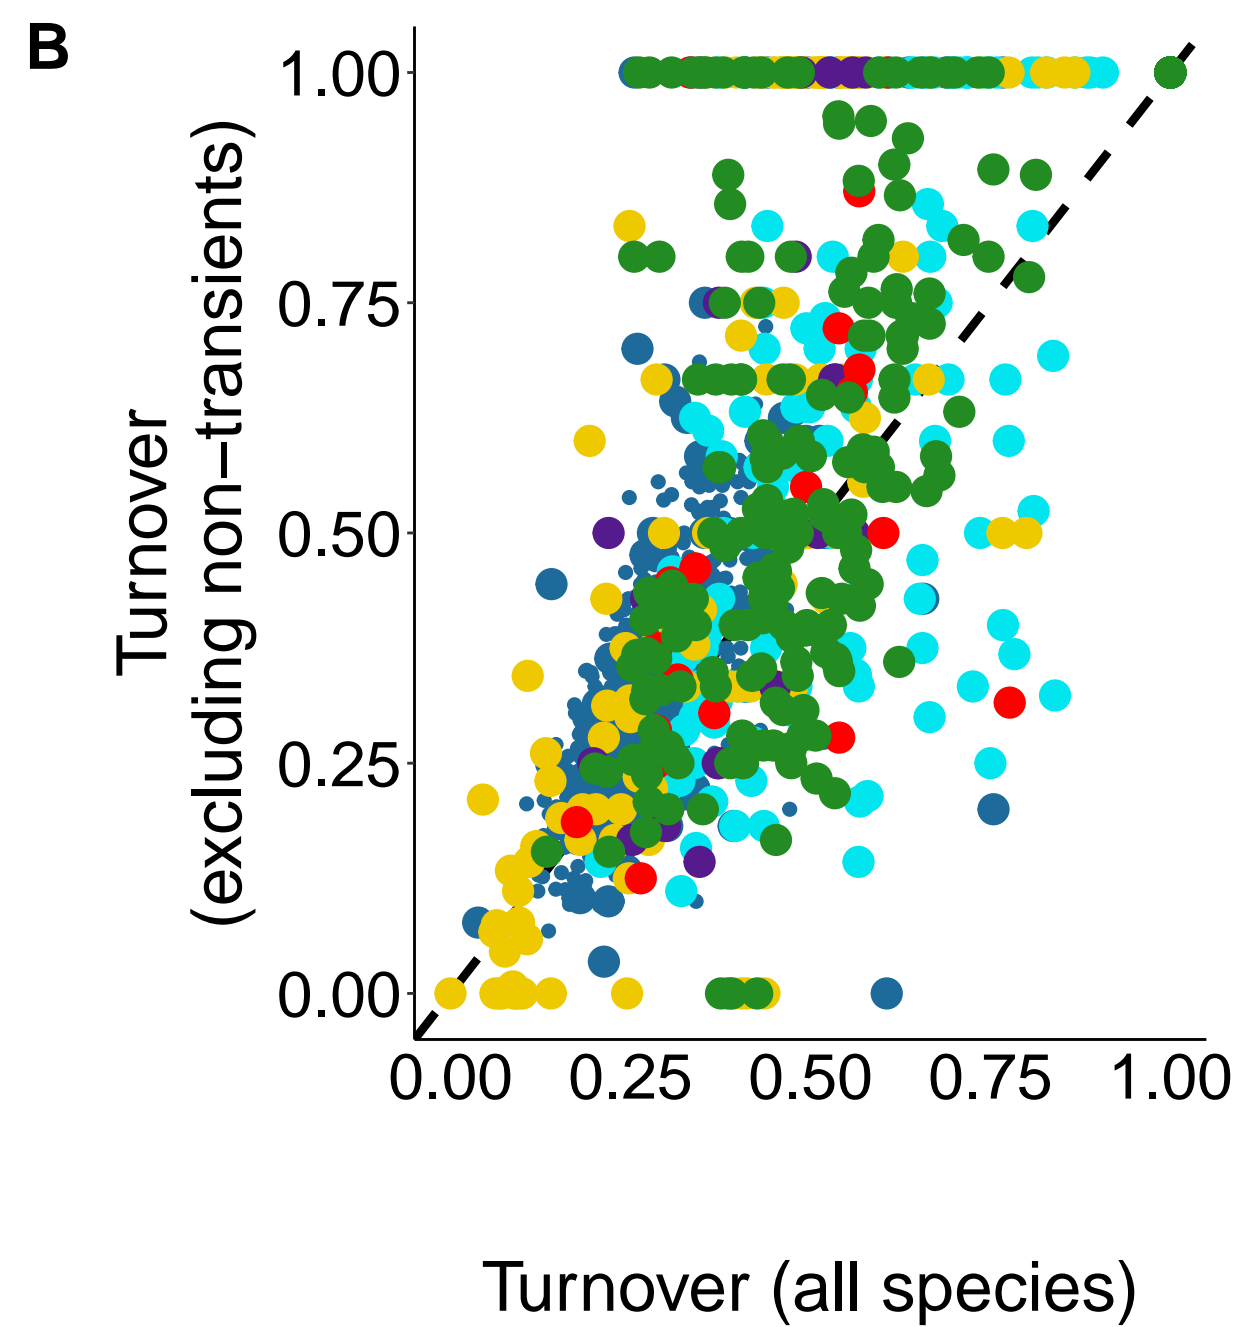 B
Turnover
(excluding non−transients)
1.00
0.75
0.50
0.25
0.00
0.00 0.25 0.50 0.75 1.00
Turnover (all species)